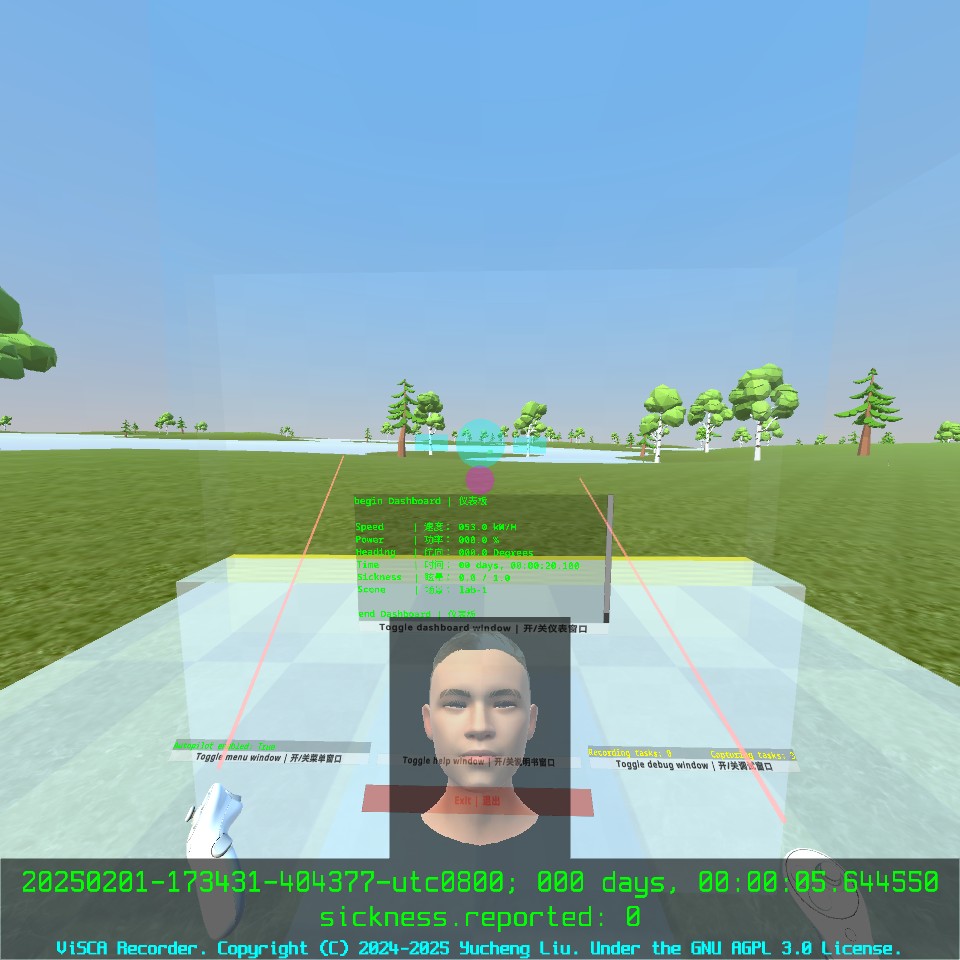 begin Dashboard | 仪表板
Speed | 速度: 053.0 kW/H
Power | 功率: 000.0 %
Heading | 方向: 000.0 Degrees
Time | 时间: 00 days, 00:00:20.180
Sickness | 眩晕: 0.0 / 1.0
Scene | 场景: lab-1
end Dashboard | 仪表板
Toggle dashboard window | 开/关仪表窗口
Autopilot enabled: True
Toggle menu window | 开/关菜单窗口
Toggle help window | 开/关说明书窗口
Recording tasks: 0 Capturing tasks: 3
Toggle debug window | 开/关调试窗口
Exit | 退出
20250201-173431-404377-utc0800; 000 days, 00:00:05.644550
sickness.reported: 0
ViSCA Recorder. Copyright (C) 2024-2025 Yucheng Liu. Under the GNU AGPL 3.0 License.